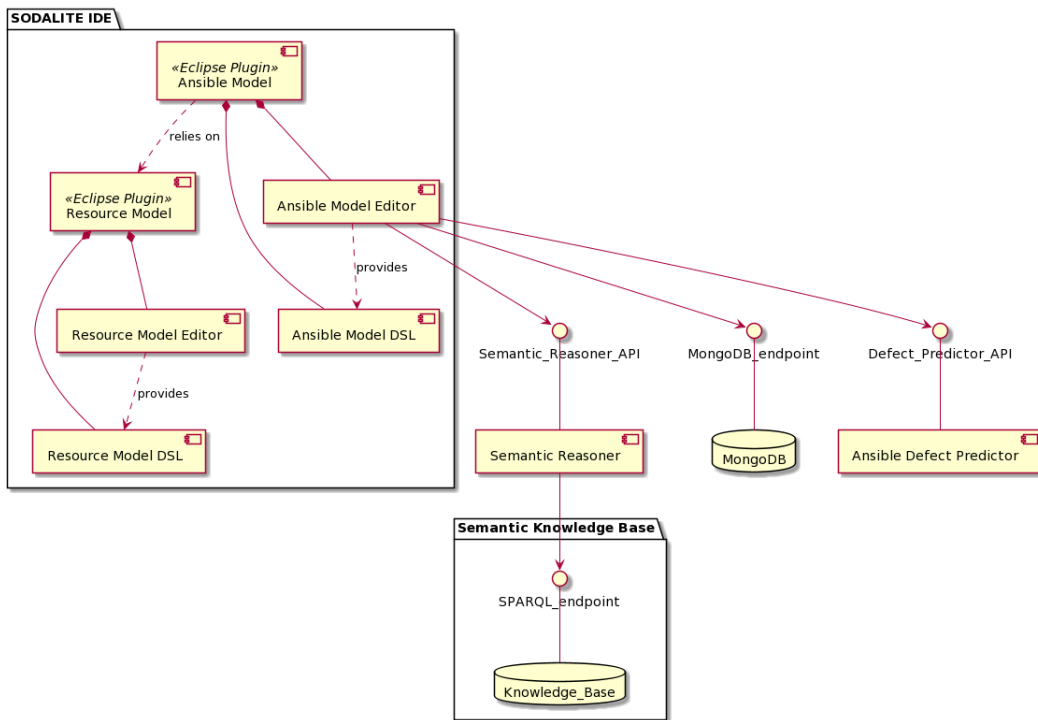 SODALITE IDE
«Eclipse Plugin»
Ansible Model
relies on
«Eclipse Plugin»
Resource Model
Ansible Model Editor
provides
Resource Model Editor
Ansible Model DSL
Semantic_Reasoner_API
MongoDB_endpoint
Defect_Predictor_API
provides
Resource Model DSL
Semantic Reasoner
MongoDB
Ansible Defect Predictor
Semantic Knowledge Base
SPARQL_endpoint
Knowledge_Base